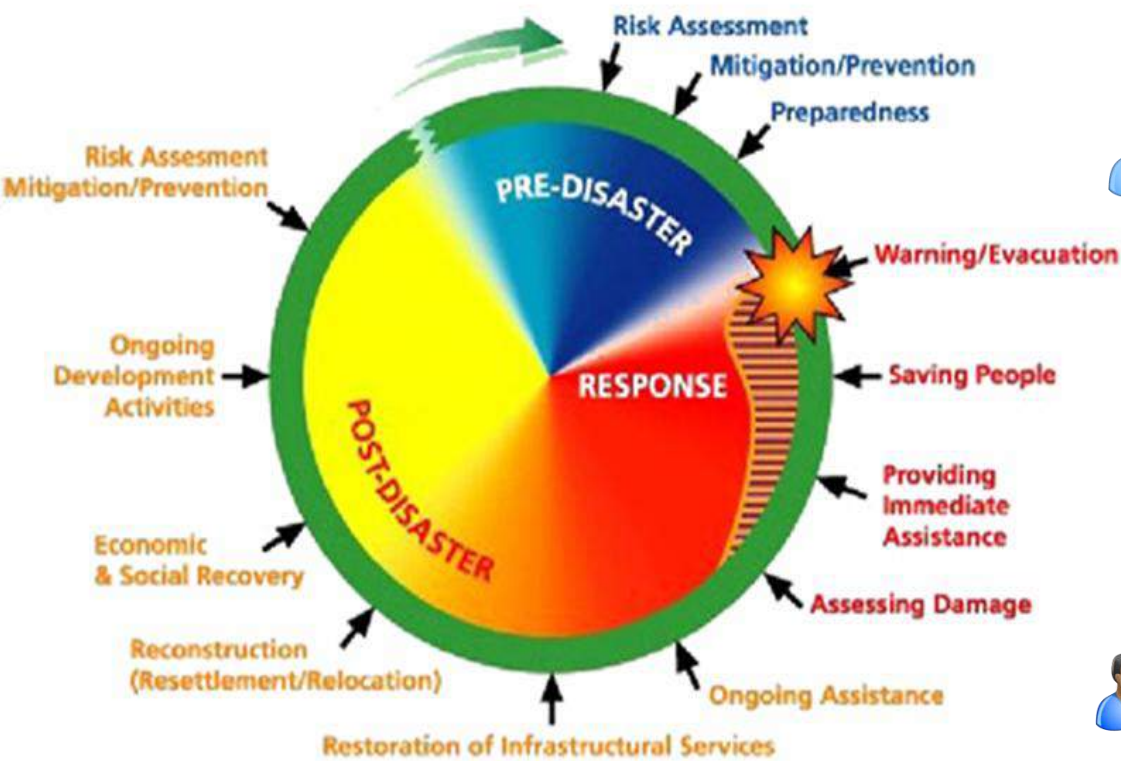 Risk Assessment
Mitigation/Prevention
Preparedness
Warning/Evacuation
Saving People
Providing
Immediate
Assistance
Assessing Damage
Ongoing Assistance
Restoration of Infrastructural Services
Reconstruction
(Resettlement/Relocation)
Economic
& Social Recovery
Ongoing
Development
Activities
Risk Assesment
Mitigation/Prevention
PRE-DISASTER
RESPONSE
POST-DISASTER